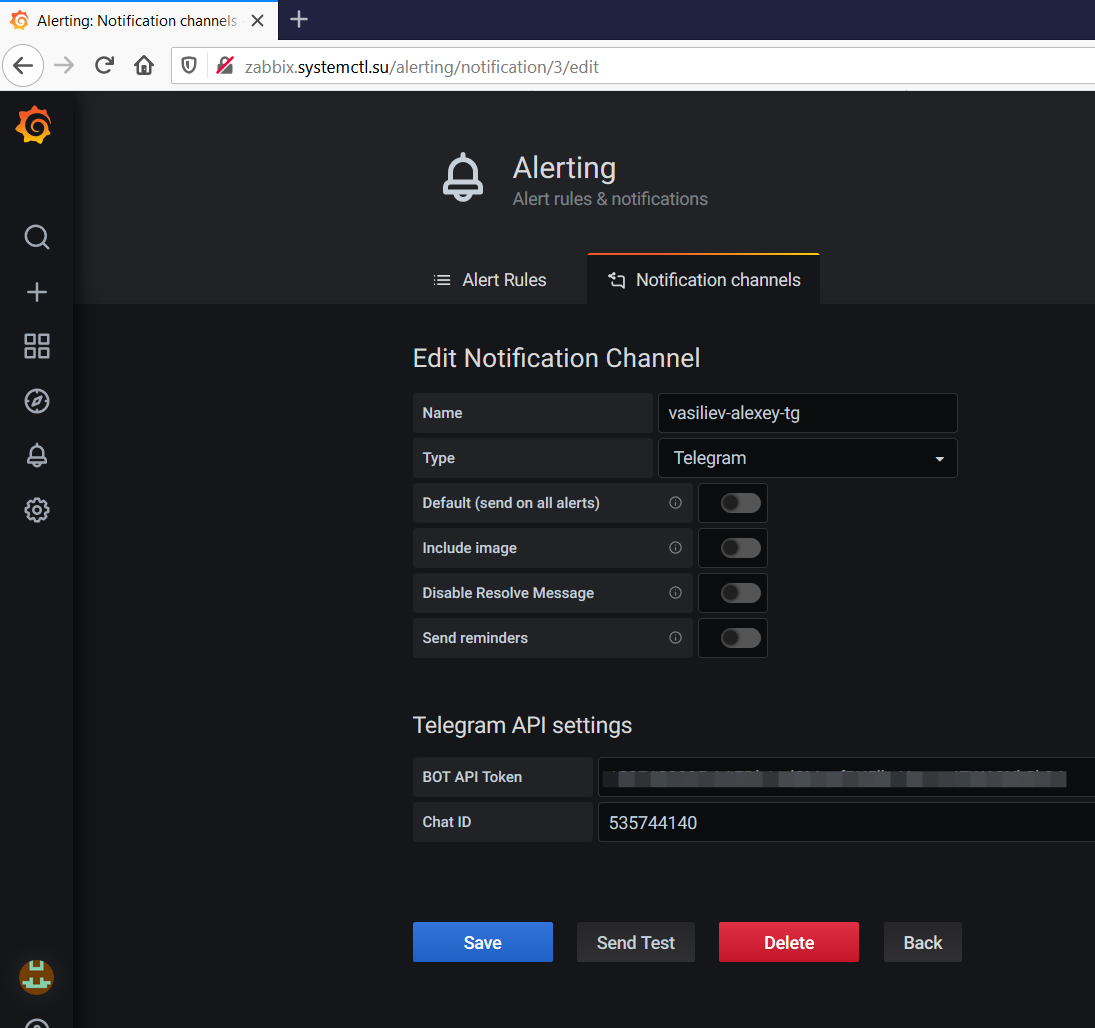 Alerting: Notification channels
zabbix.systemctl.su/alerting/notification/3/edit
Alerting
Alert rules & notifications
Alert Rules
Notification channels
Edit Notification Channel
Name
vasiliev-alexey-tg
Type
Telegram
Default (send on all alerts)
Include image
Disable Resolve Message
Send reminders
Telegram API settings
BOT API Token
Chat ID
535744140
Save
Send Test
Delete
Back